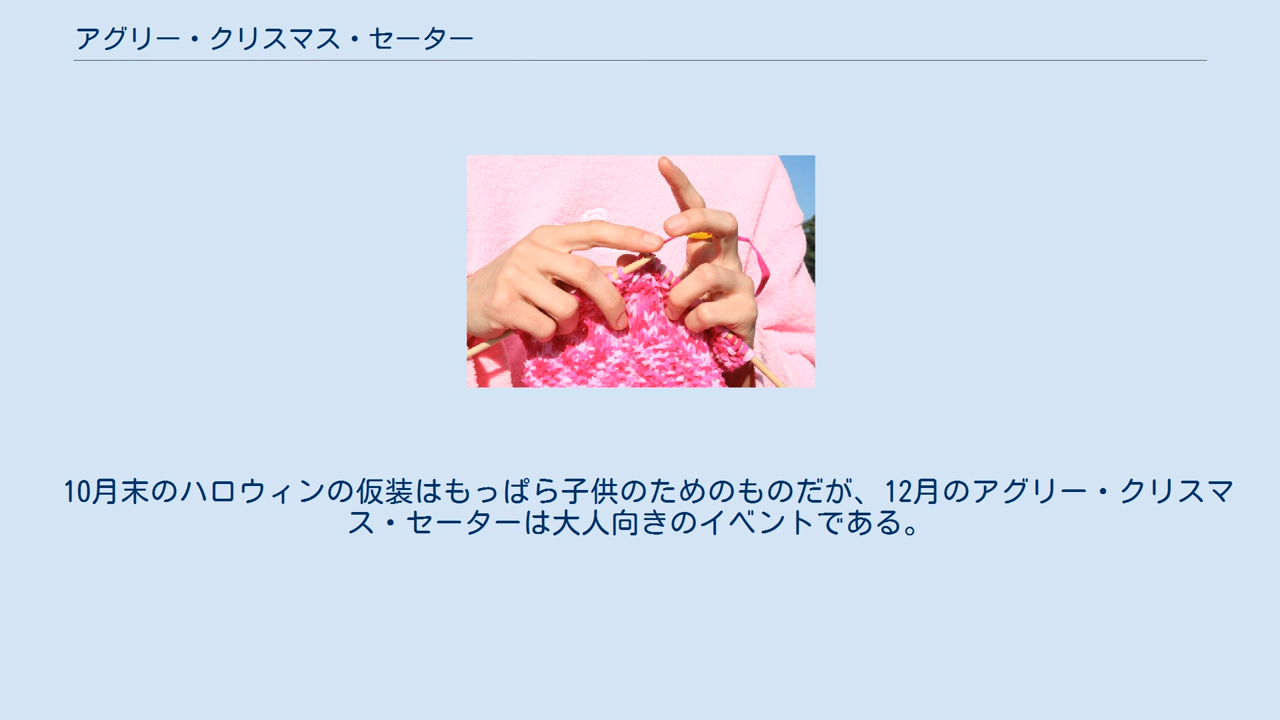 アグリー・クリスマス・セーター
10月末のハロウィンの仮装はもっぱら子供のためのものだが、12月のアグリー・クリスマ
ス・セーターは大人向きのイベントである。